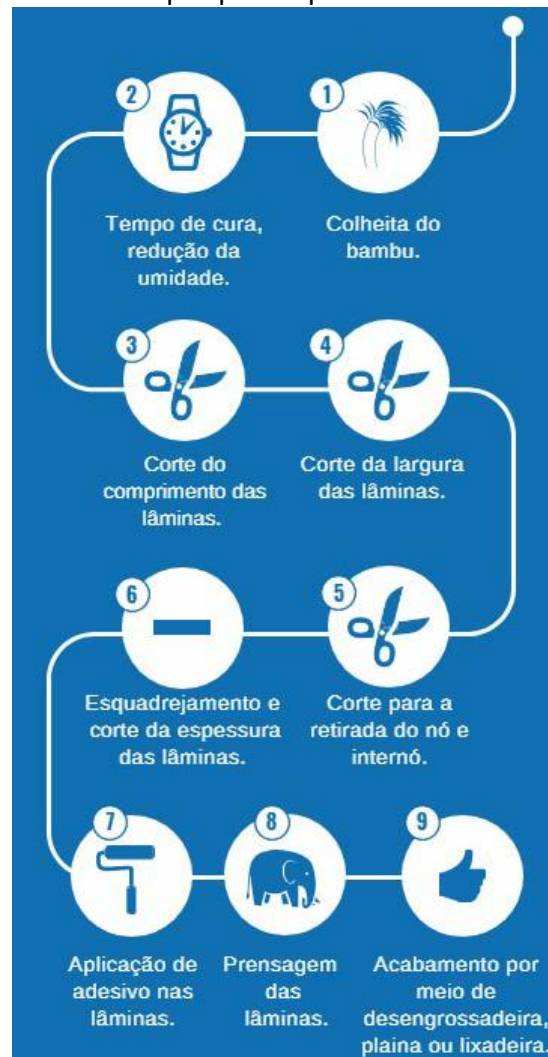 1
Colheita do
bambu.
2
Tempo de cura,
redução da
umidade.
3
Corte do
comprimento das
lâminas.
4
Corte da largura
das lâminas.
5
Corte para a
retirada do nó e
internó.
6
Esquadrejamento e
corte da espessura
das lâminas.
7
Aplicação de
adesivo nas
lâminas.
8
Prensagem
das
lâminas.
9
Acabamento por
meio de
desengrossadeira,
plaina ou lixadeira.